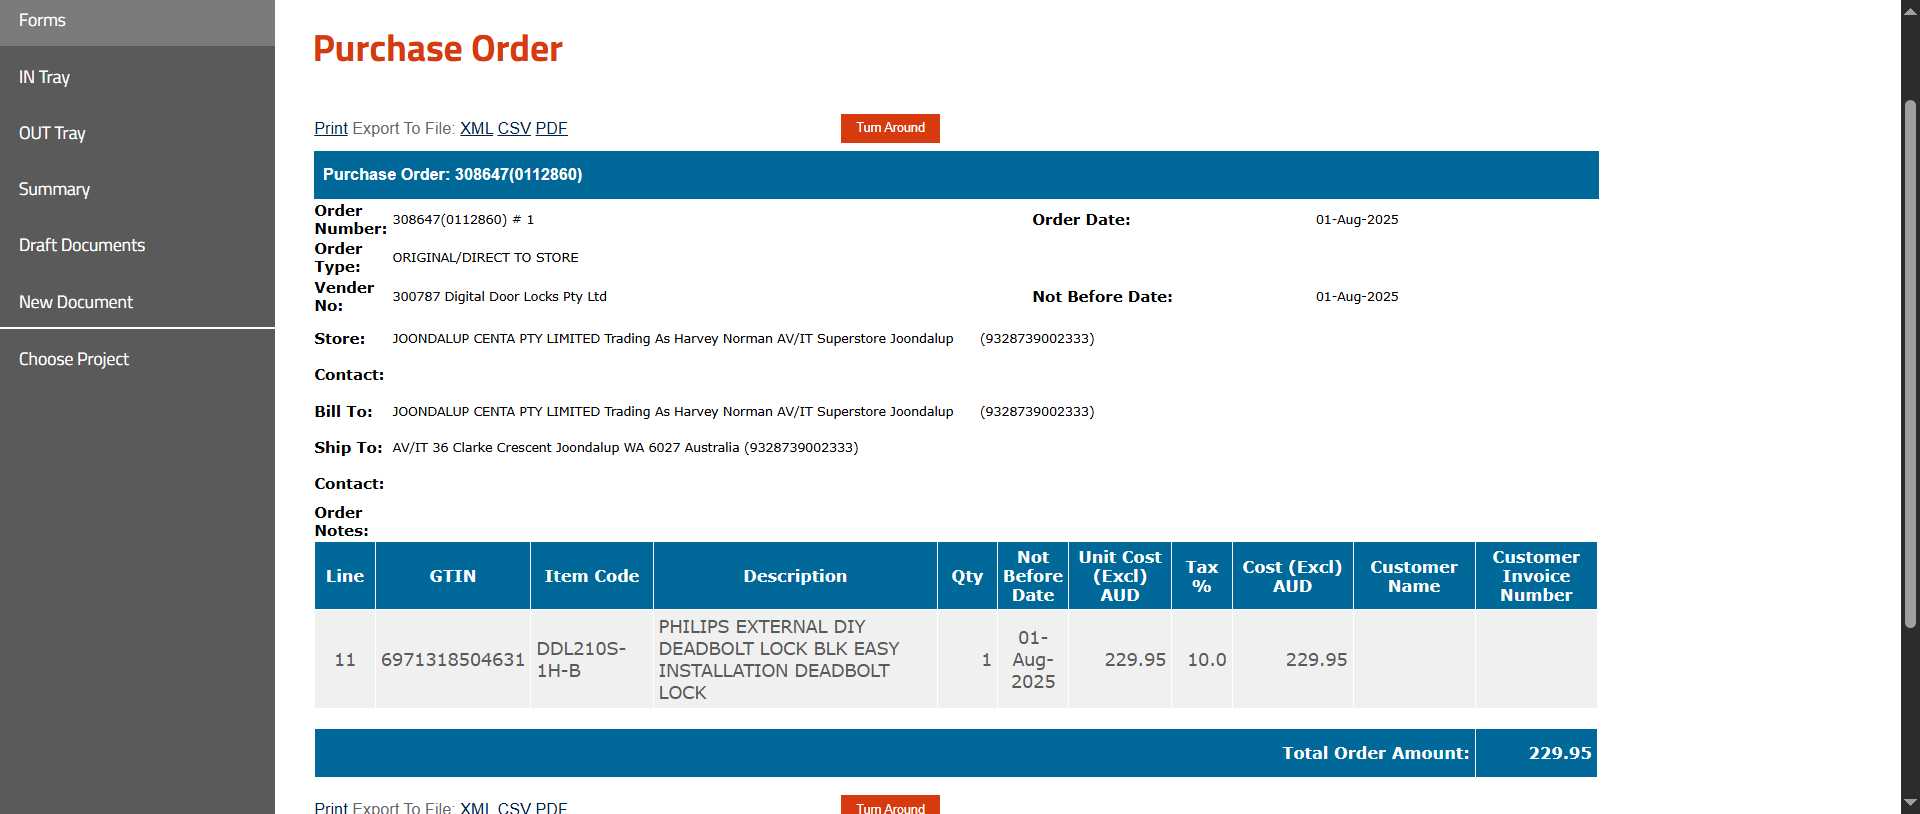 Forms
IN Tray
OUT Tray
Summary
Draft Documents
New Document
Choose Project
Purchase Order
Print Export To File: XML CSV PDF
Turn Around
Purchase Order: 308647(0112860)
Order Number: 308647(0112860) # 1 Order Date: 01-Aug-2025
Order Type: ORIGINAL/DIRECT TO STORE
Vender No: 300787 Digital Door Locks Pty Ltd Not Before Date: 01-Aug-2025
Store: JOONDALUP CENTA PTY LIMITED Trading As Harvey Norman AV/IT Superstore Joondalup (9328739002333)
Contact:
Bill To: JOONDALUP CENTA PTY LIMITED Trading As Harvey Norman AV/IT Superstore Joondalup (9328739002333)
Ship To: AV/IT 36 Clarke Crescent Joondalup WA 6027 Australia (9328739002333)
Contact:
Order Notes:
Line GTIN Item Code Description Qty Not Before Date Unit Cost (Excl) AUD Tax % Cost (Excl) AUD Customer Name Customer Invoice Number
11 6971318504631 DDL210S-1H-B PHILIPS EXTERNAL DIY DEADBOLT LOCK BLK EASY INSTALLATION DEADBOLT LOCK 1 01-Aug-2025 229.95 10.0 229.95
Total Order Amount: 229.95
Print Export To File: XML CSV PDF
Turn Around